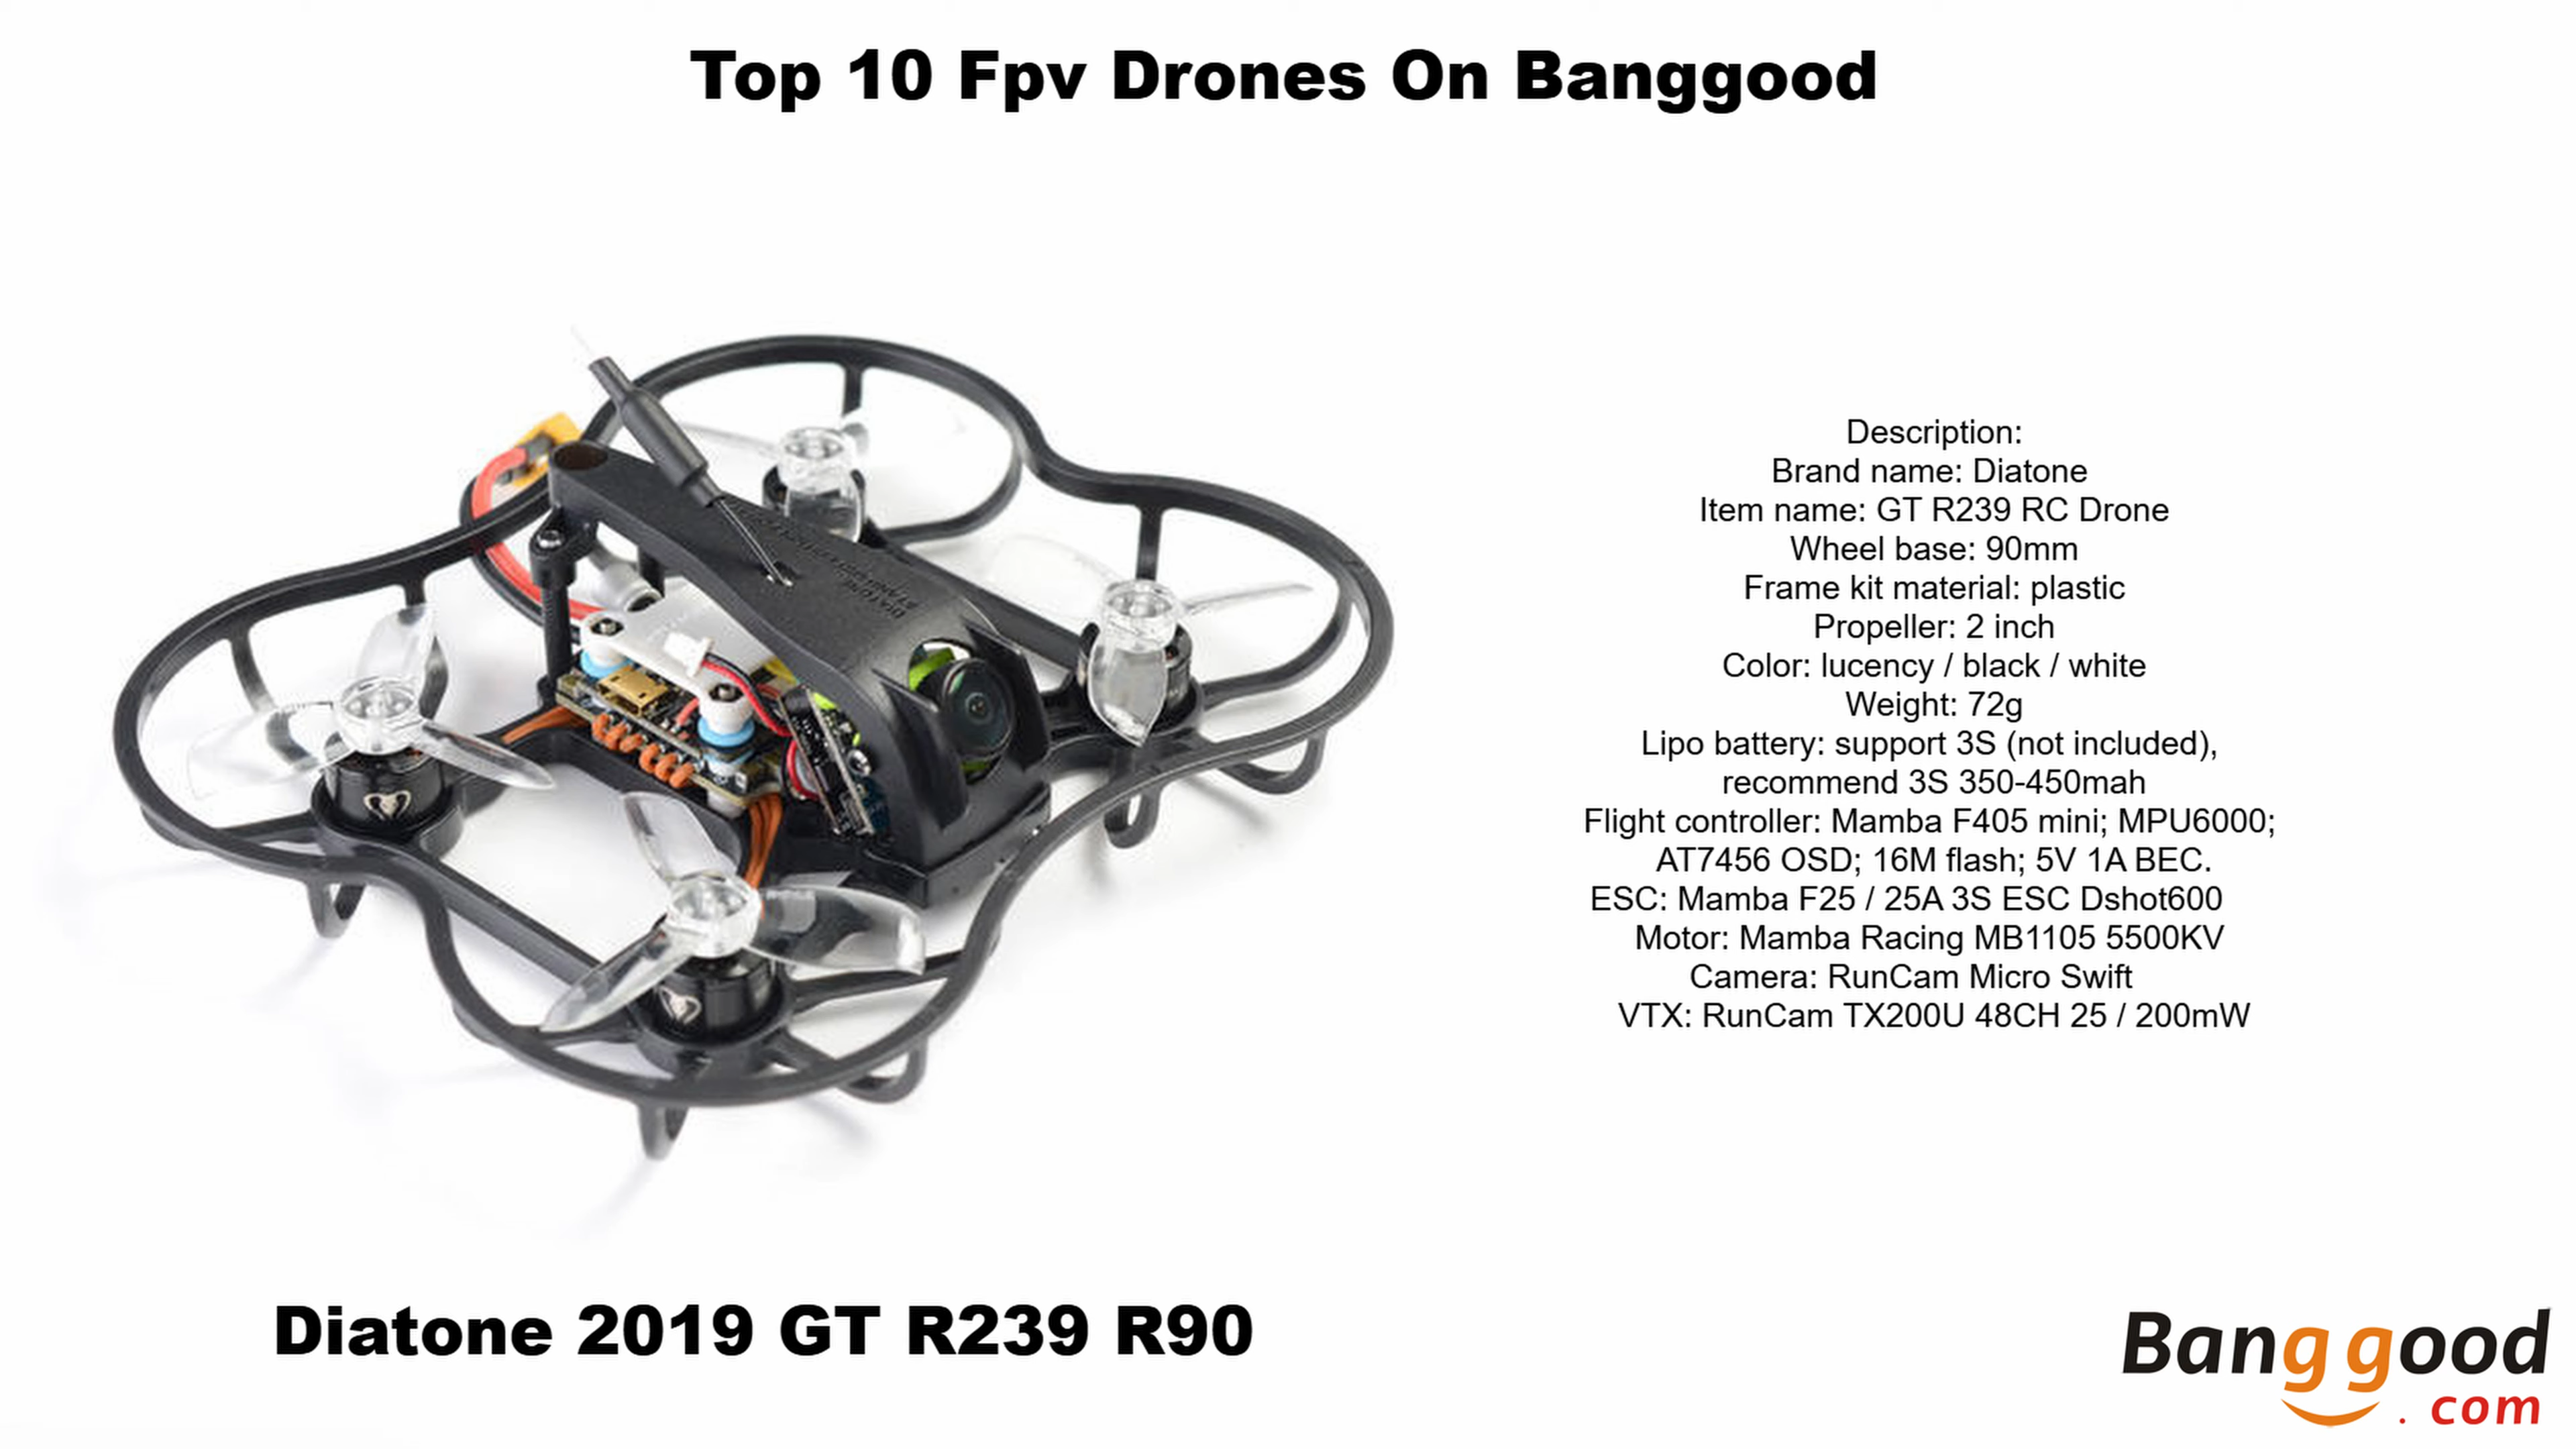 Top 10 Fpv Drones On Banggood
Description:
Brand name: Diatone
Item name: GT R239 RC Drone
Wheel base: 90mm
Frame kit material: plastic
Propeller: 2 inch
Color: lucency / black / white
Weight: 72g
Lipo battery: support 3S (not included),
recommend 3S 350-450mah
Flight controller: Mamba F405 mini; MPU6000;
AT7456 OSD; 16M flash; 5V 1A BEC.
ESC: Mamba F25 / 25A 3S ESC Dshot600
Motor: Mamba Racing MB1105 5500KV
Camera: RunCam Micro Swift
VTX: RunCam TX200U 48CH 25 / 200mW
Diatone 2019 GT R239 R90
Banggood
.com